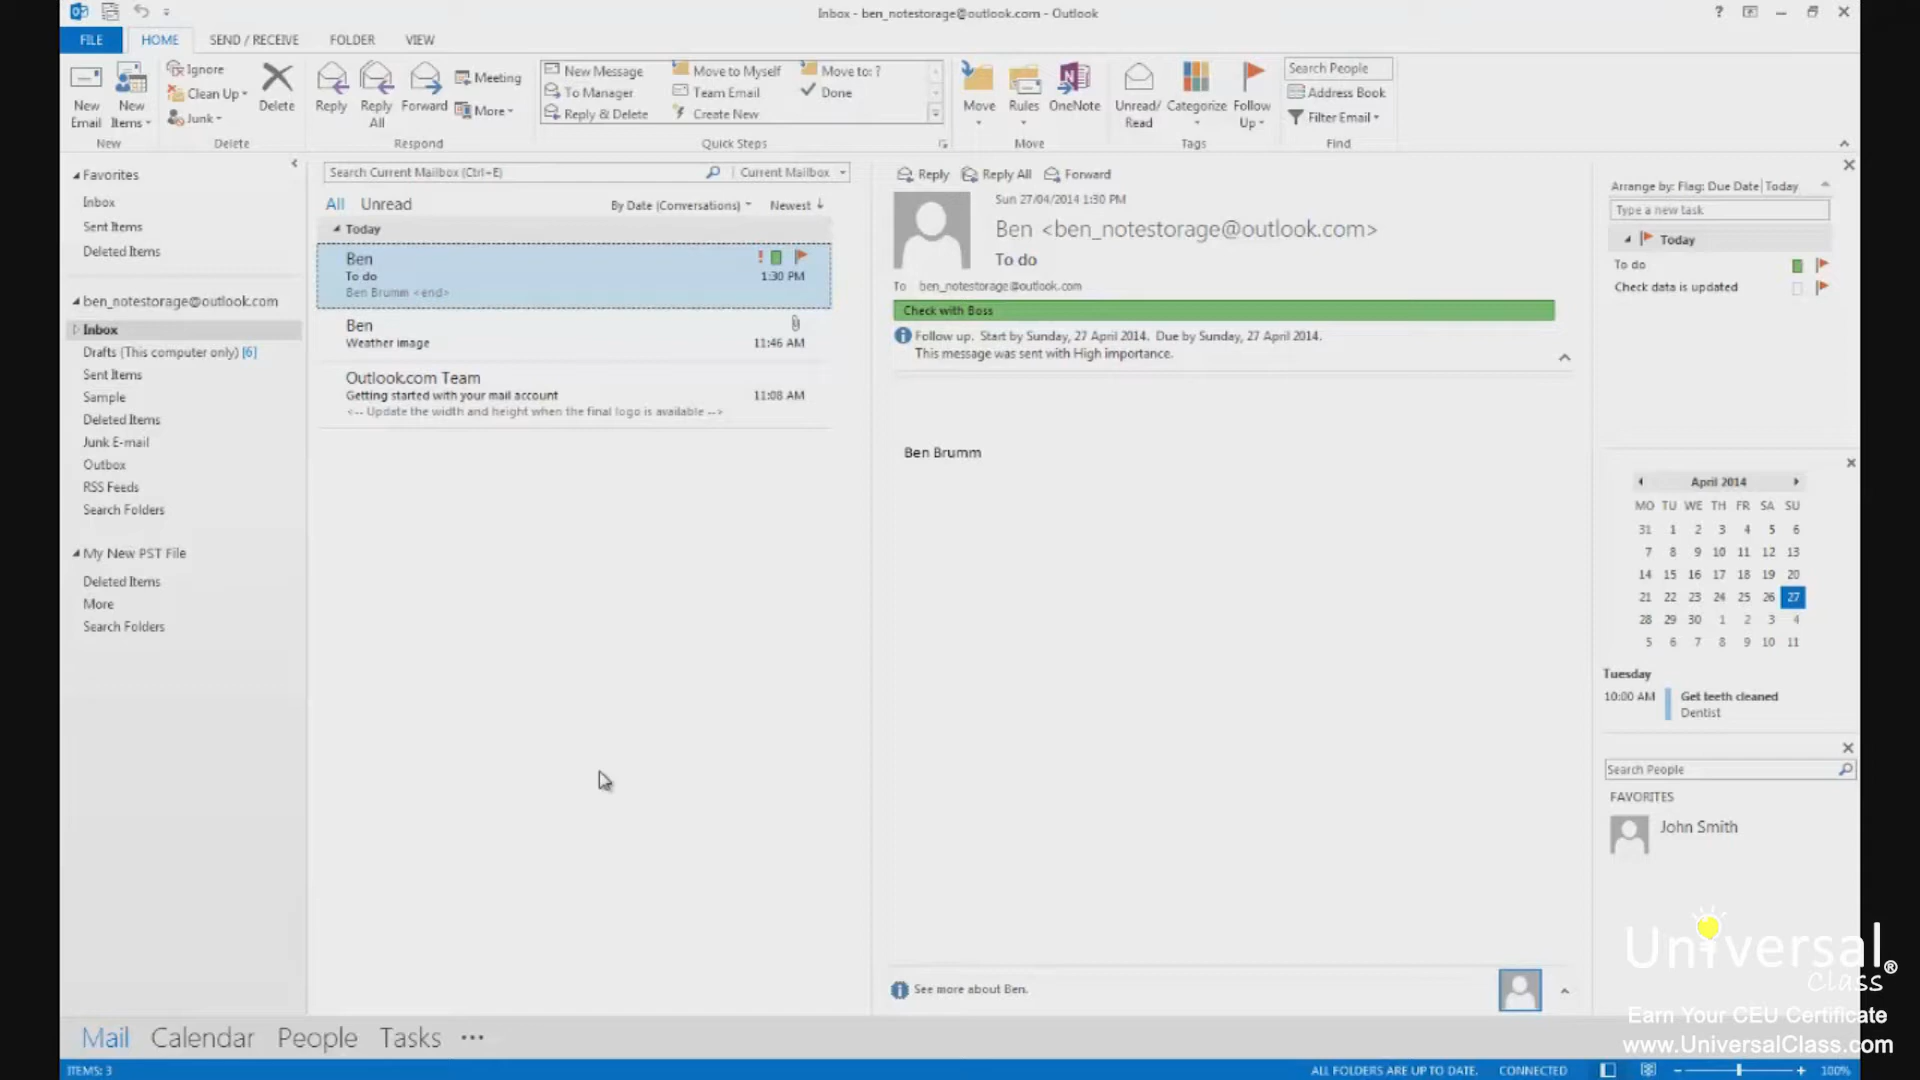 Inbox - ben_notestorage@outlook.com - Outlook
FILE HOME SEND / RECEIVE FOLDER VIEW
New Email
New Items
Ignore
Clean Up
Junk
Delete
Reply
Reply All
Forward
Meeting
More
New Message
To Manager
Reply & Delete
Move to Myself
Team Email
Create New
Move to: ?
Done
Move
Rules
OneNote
Unread/ Read
Categorize
Follow Up
Search People
Address Book
Filter Email
New
Delete
Respond
Quick Steps
Move
Tags
Find
Favorites
Inbox
Sent Items
Deleted Items
ben_notestorage@outlook.com
Inbox
Drafts (This computer only) [6]
Sent Items
Sample
Deleted Items
Junk E-mail
Outbox
RSS Feeds
Search Folders
My New PST File
Deleted Items
More
Search Folders
Search Current Mailbox (Ctrl+E)
Current Mailbox
All Unread
By Date (Conversations) Newest
Today
Ben
To do 1:30 PM
Ben Brumm <end>
Ben
Weather image 11:46 AM
Outlook.com Team
Getting started with your mail account 11:08 AM
<-- Update the width and height when the final logo is available -->
Reply Reply All Forward
Sun 27/04/2014 1:30 PM
Ben <ben_notestorage@outlook.com>
To do
To ben_notestorage@outlook.com
Check with Boss
Follow up. Start by Sunday, 27 April 2014. Due by Sunday, 27 April 2014.
This message was sent with High importance.
Ben Brumm
See more about Ben.
Arrange by: Flag: Due Date Today
Type a new task
Today
To do
Check data is updated
April 2014
MO TU WE TH FR SA SU
31 1 2 3 4 5 6
7 8 9 10 11 12 13
14 15 16 17 18 19 20
21 22 23 24 25 26 27
28 29 30 1 2 3 4
5 6 7 8 9 10 11
Tuesday
10:00 AM Get teeth cleaned
Dentist
Search People
FAVORITES
John Smith
Universal
Class®
Earn Your CEU Certificate
www.UniversalClass.com
Mail Calendar People Tasks ...
ITEMS: 3
ALL FOLDERS ARE UP TO DATE. CONNECTED 100%